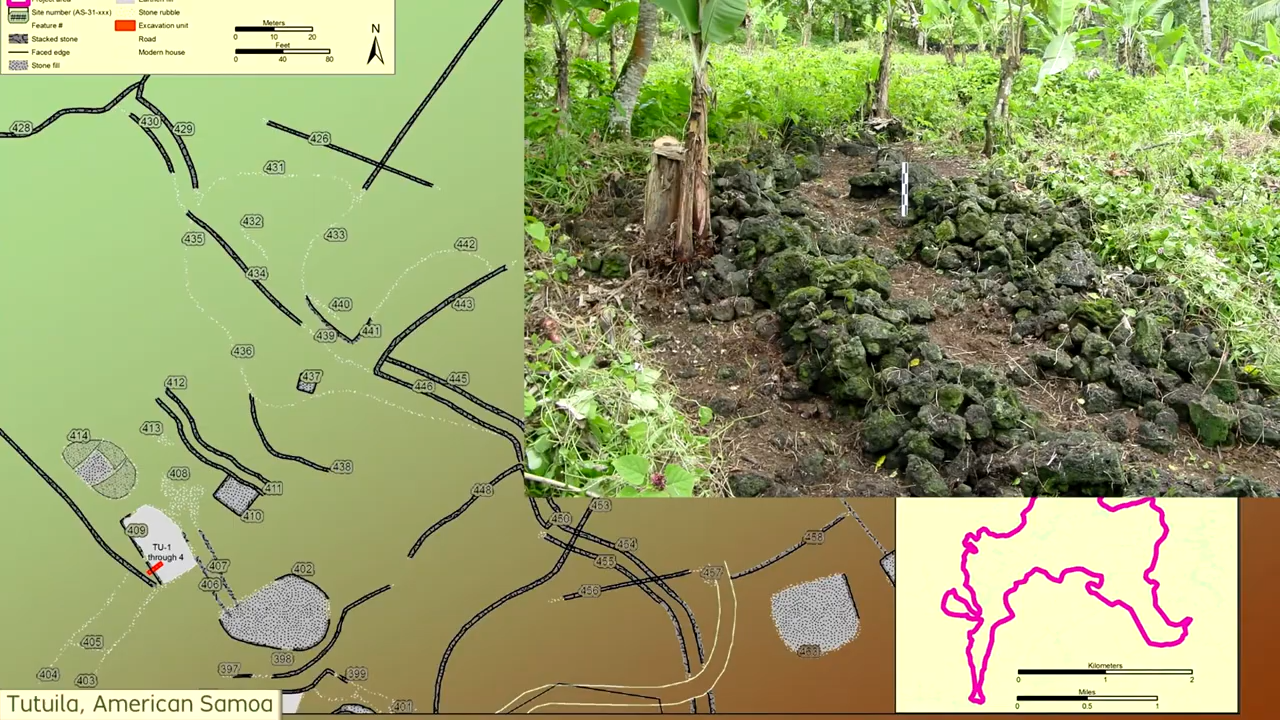 Project area
Site number (AS-31-xxx)
Feature #
Stacked stone
Faced edge
Stone fill
Stone rubble
Excavation unit
Road
Modern house
Meters
0 10 20
Feet
0 40 80
N
428
430
429
426
431
432
433
435
434
442
440
443
439
441
436
437
445
446
412
413
414
438
408
411
410
448
409
TU-1
through 4
407
406
402
453
450
454
455
456
457
458
405
404
403
397
398
399
401
Kilometers
0 1 2
Miles
0 0.5 1
Tutuila, American Samoa